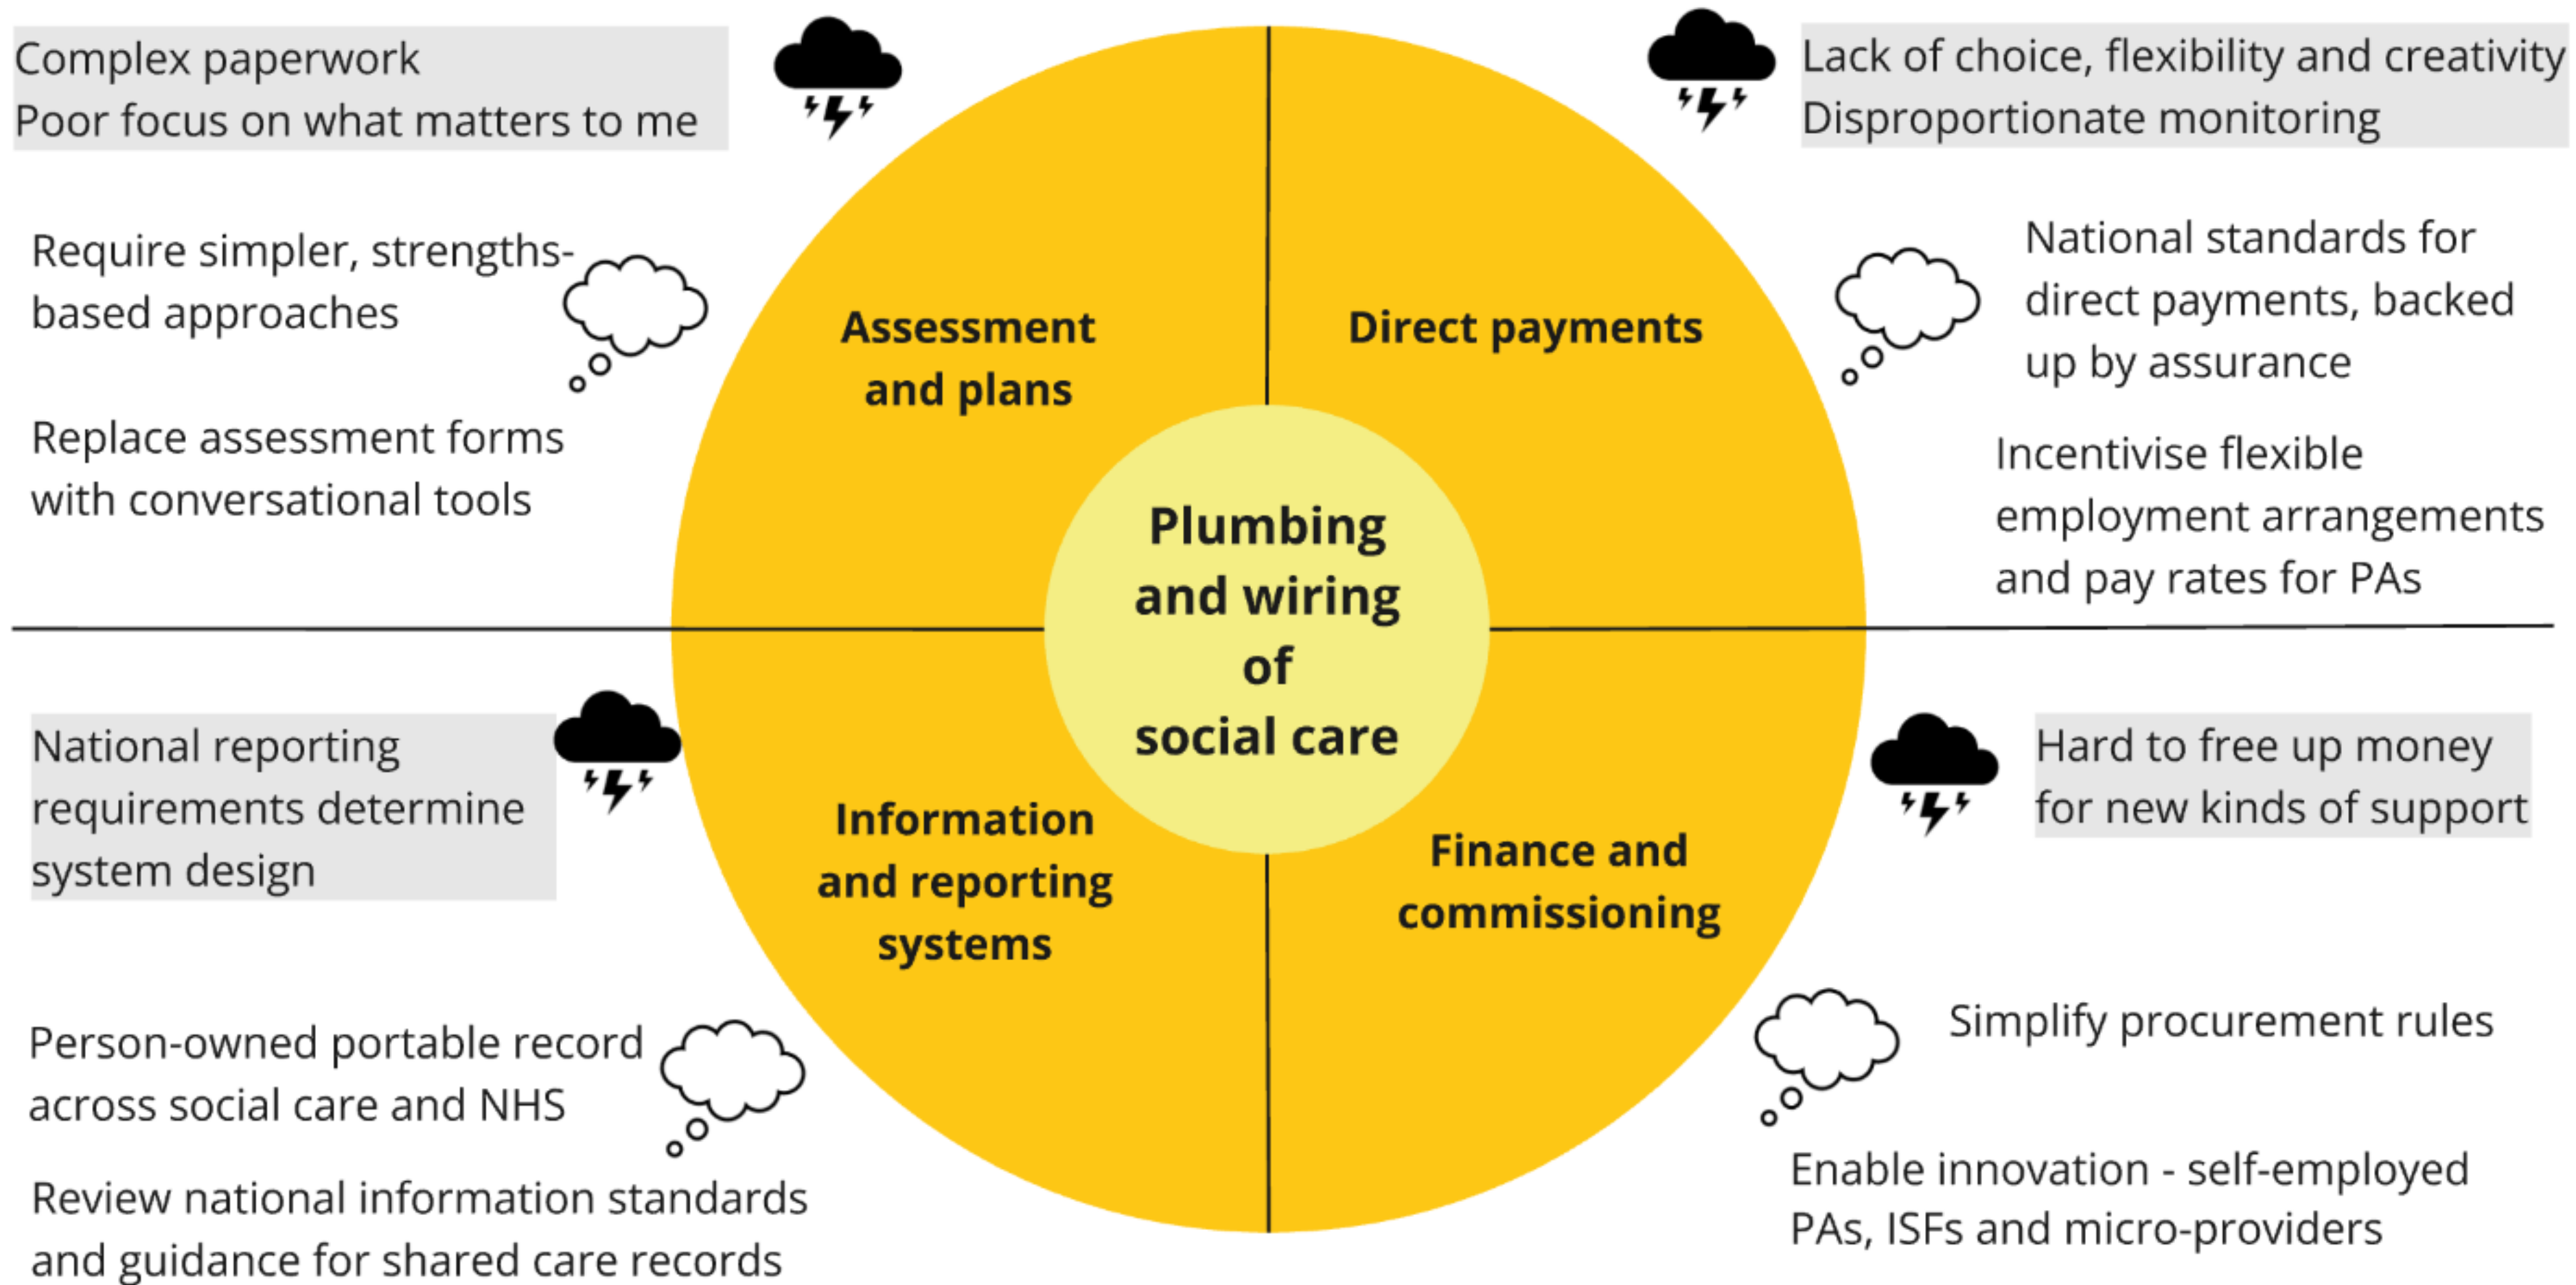 Complex paperwork
Poor focus on what matters to me
Require simpler, strengths-
based approaches
Replace assessment forms
with conversational tools
Assessment
and plans
Lack of choice, flexibility and creativity
Disproportionate monitoring
National standards for
direct payments, backed
up by assurance
Incentivise flexible
employment arrangements
and pay rates for PAs
Direct payments
Plumbing
and wiring
of
social care
National reporting
requirements determine
system design
Person-owned portable record
across social care and NHS
Review national information standards
and guidance for shared care records
Information
and reporting
systems
Hard to free up money
for new kinds of support
Simplify procurement rules
Enable innovation - self-employed
PAs, ISFs and micro-providers
Finance and
commissioning